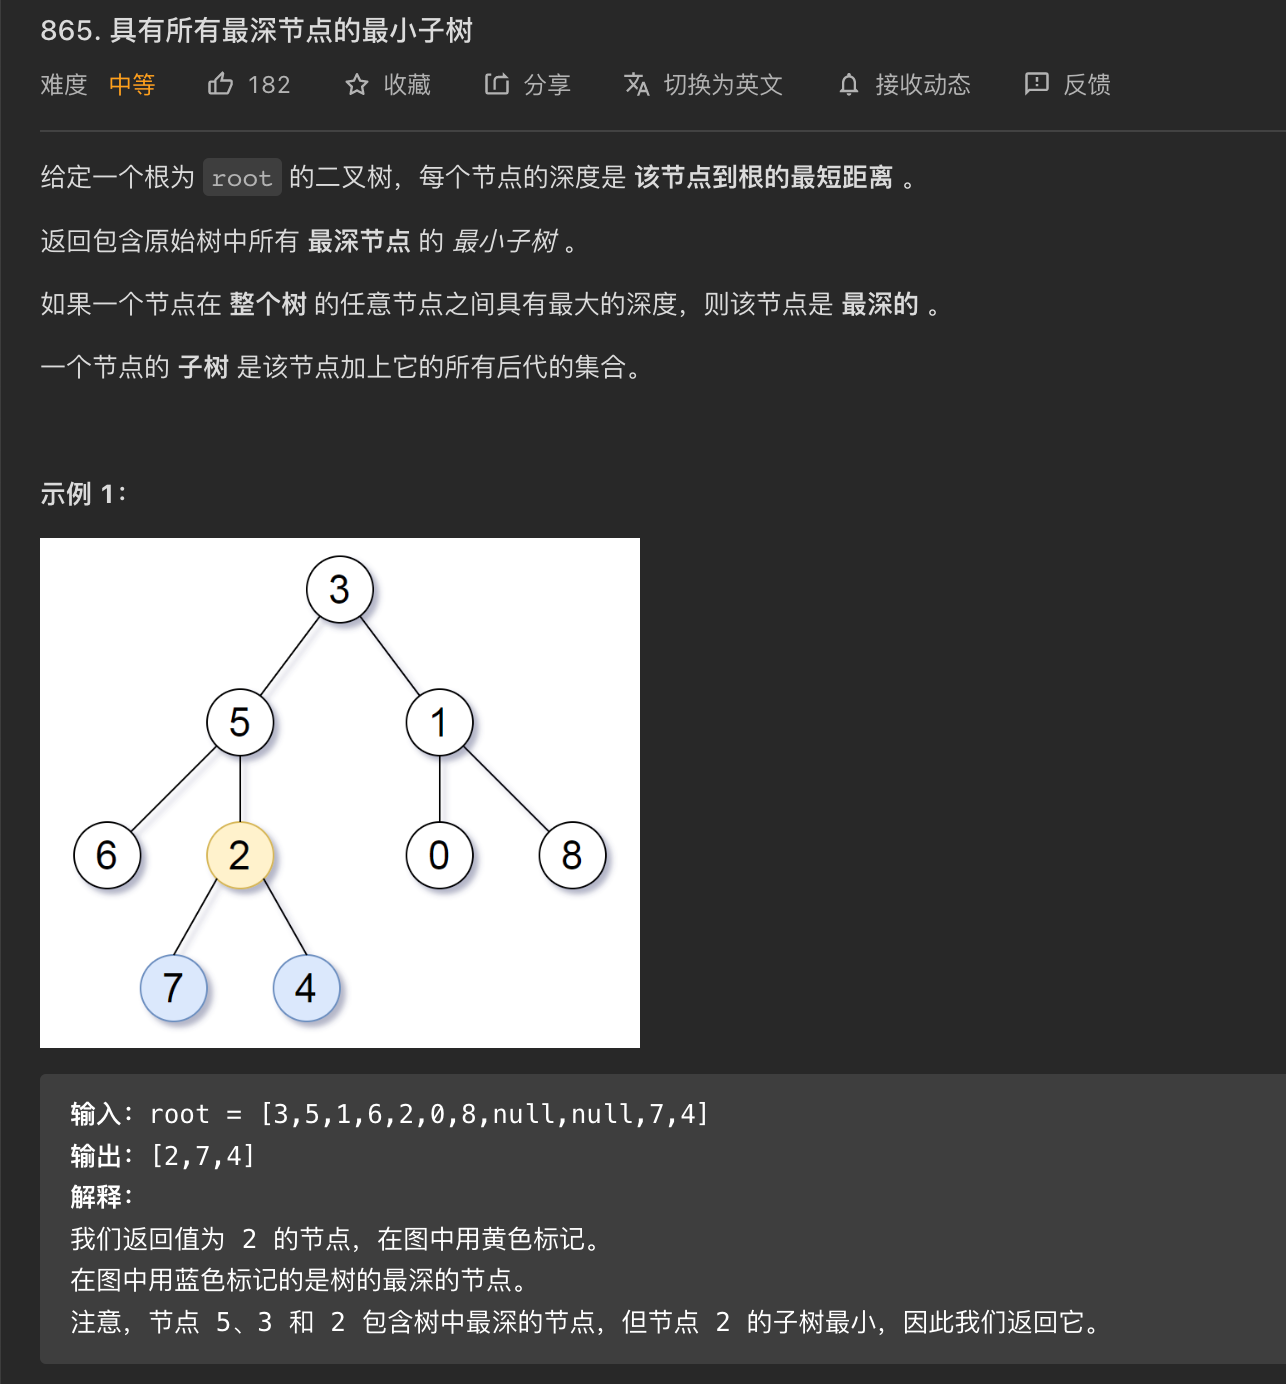 865. 具有所有最深节点的最小子树
难度 中等 182 收藏 分享 切换为英文 接收动态 反馈
给定一个根为 root 的二叉树，每个节点的深度是 该节点到根的最短距离 。
返回包含原始树中所有 最深节点 的 最小子树 。
如果一个节点在 整个树 的任意节点之间具有最大的深度，则该节点是 最深的 。
一个节点的 子树 是该节点加上它的所有后代的集合。
示例 1：
3
5 1
6 2 0 8
7 4
输入：root = [3,5,1,6,2,0,8,null,null,7,4]
输出：[2,7,4]
解释：
我们返回值为 2 的节点，在图中用黄色标记。
在图中用蓝色标记的是树的最深的节点。
注意，节点 5、3 和 2 包含树中最深的节点，但节点 2 的子树最小，因此我们返回它。